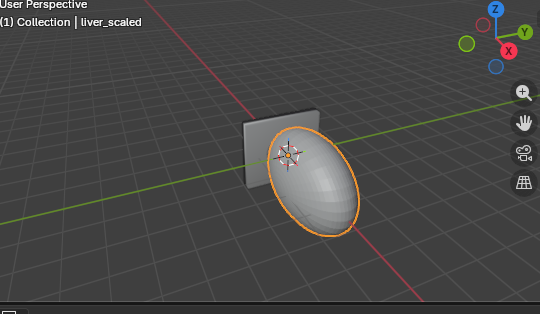 User Perspective
(1) Collection | liver_scaled
Z
Y
X